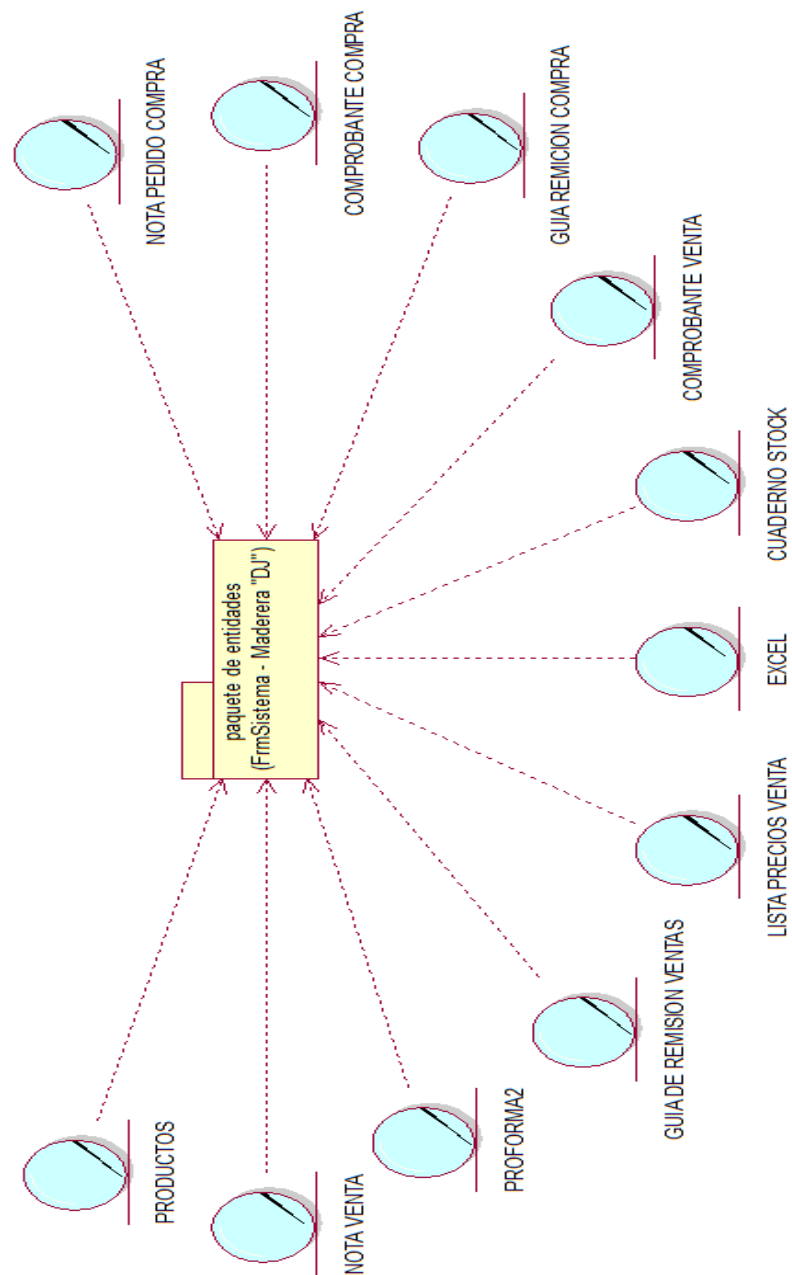 PRODUCTOS
NOTA VENTA
PROFORMA2
GUIA DE REMISION VENTAS
LISTA PRECIOS VENTA
EXCEL
CUADERNO STOCK
COMPROBANTE VENTA
GUIA REMICION COMPRA
COMPROBANTE COMPRA
NOTA PEDIDO COMPRA
paquete de entidades
(FrmSistema - Maderera "DJ")